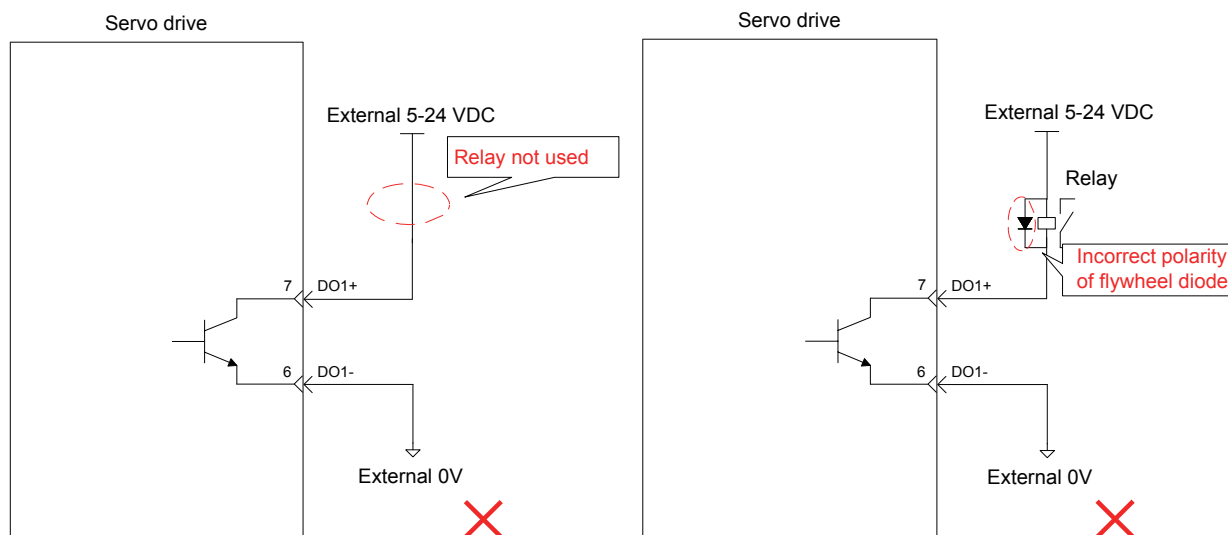 Servo drive
External 5-24 VDC
Relay not used
7
DO1+
6
DO1-
External 0V
Servo drive
External 5-24 VDC
Relay
Incorrect polarity
of flywheel diode
7
DO1+
6
DO1-
External 0V